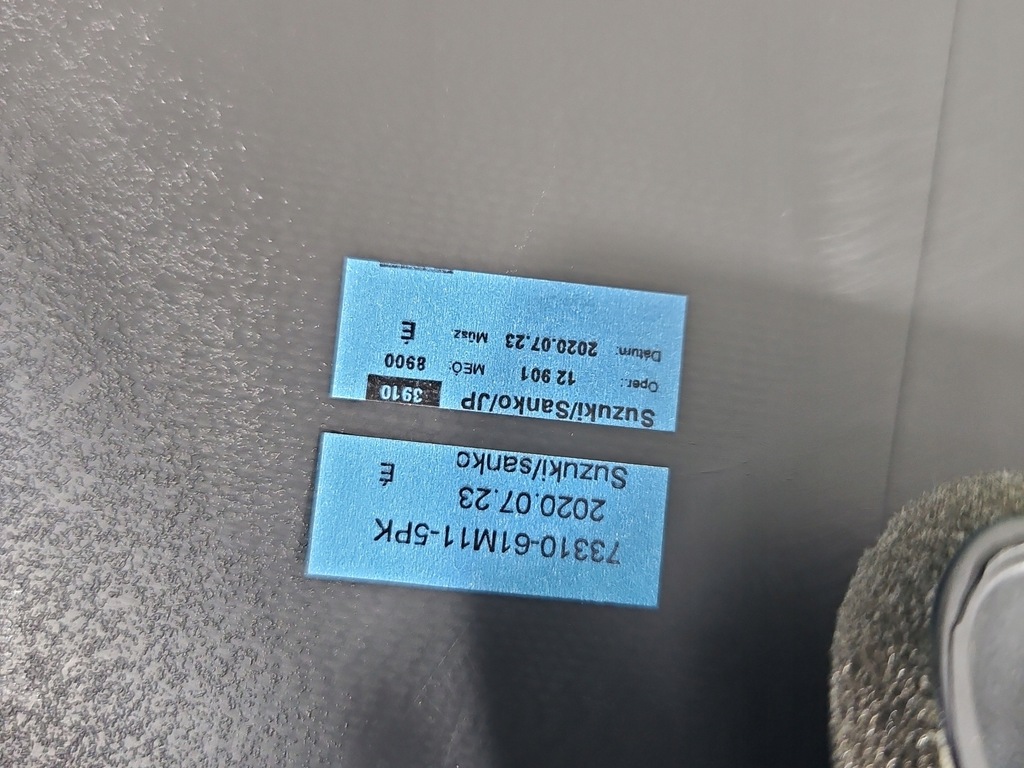 73310-61M11-5PK
2020.07.23
Suzuki/sanko É
Suzuki/Sanko/JP 3910
Oper.: 12 901 MEÓ 8900
Dátum: 2020.07.23 Műsz É